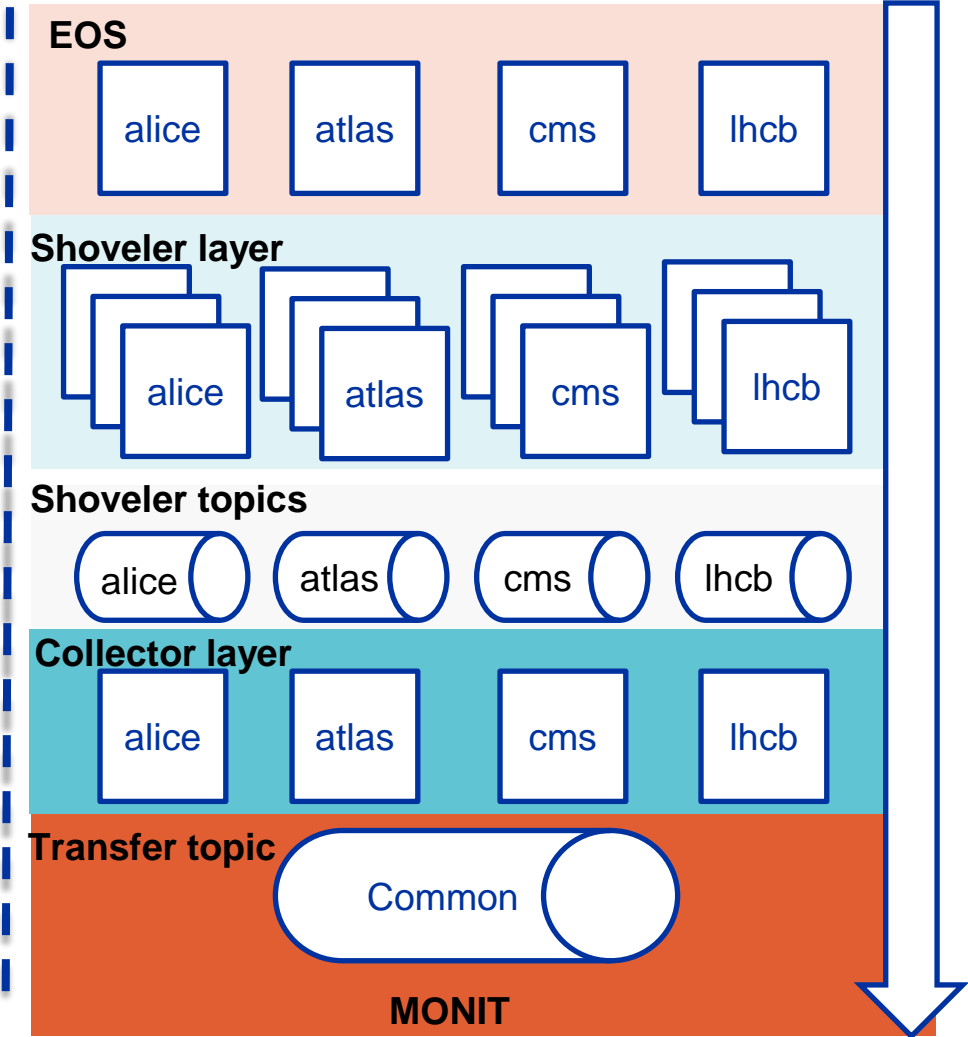 EOS
alice atlas cms lhcb
Shoveler layer
alice atlas cms lhcb
Shoveler topics
alice atlas cms lhcb
Collector layer
alice atlas cms lhcb
Transfer topic
Common
MONIT